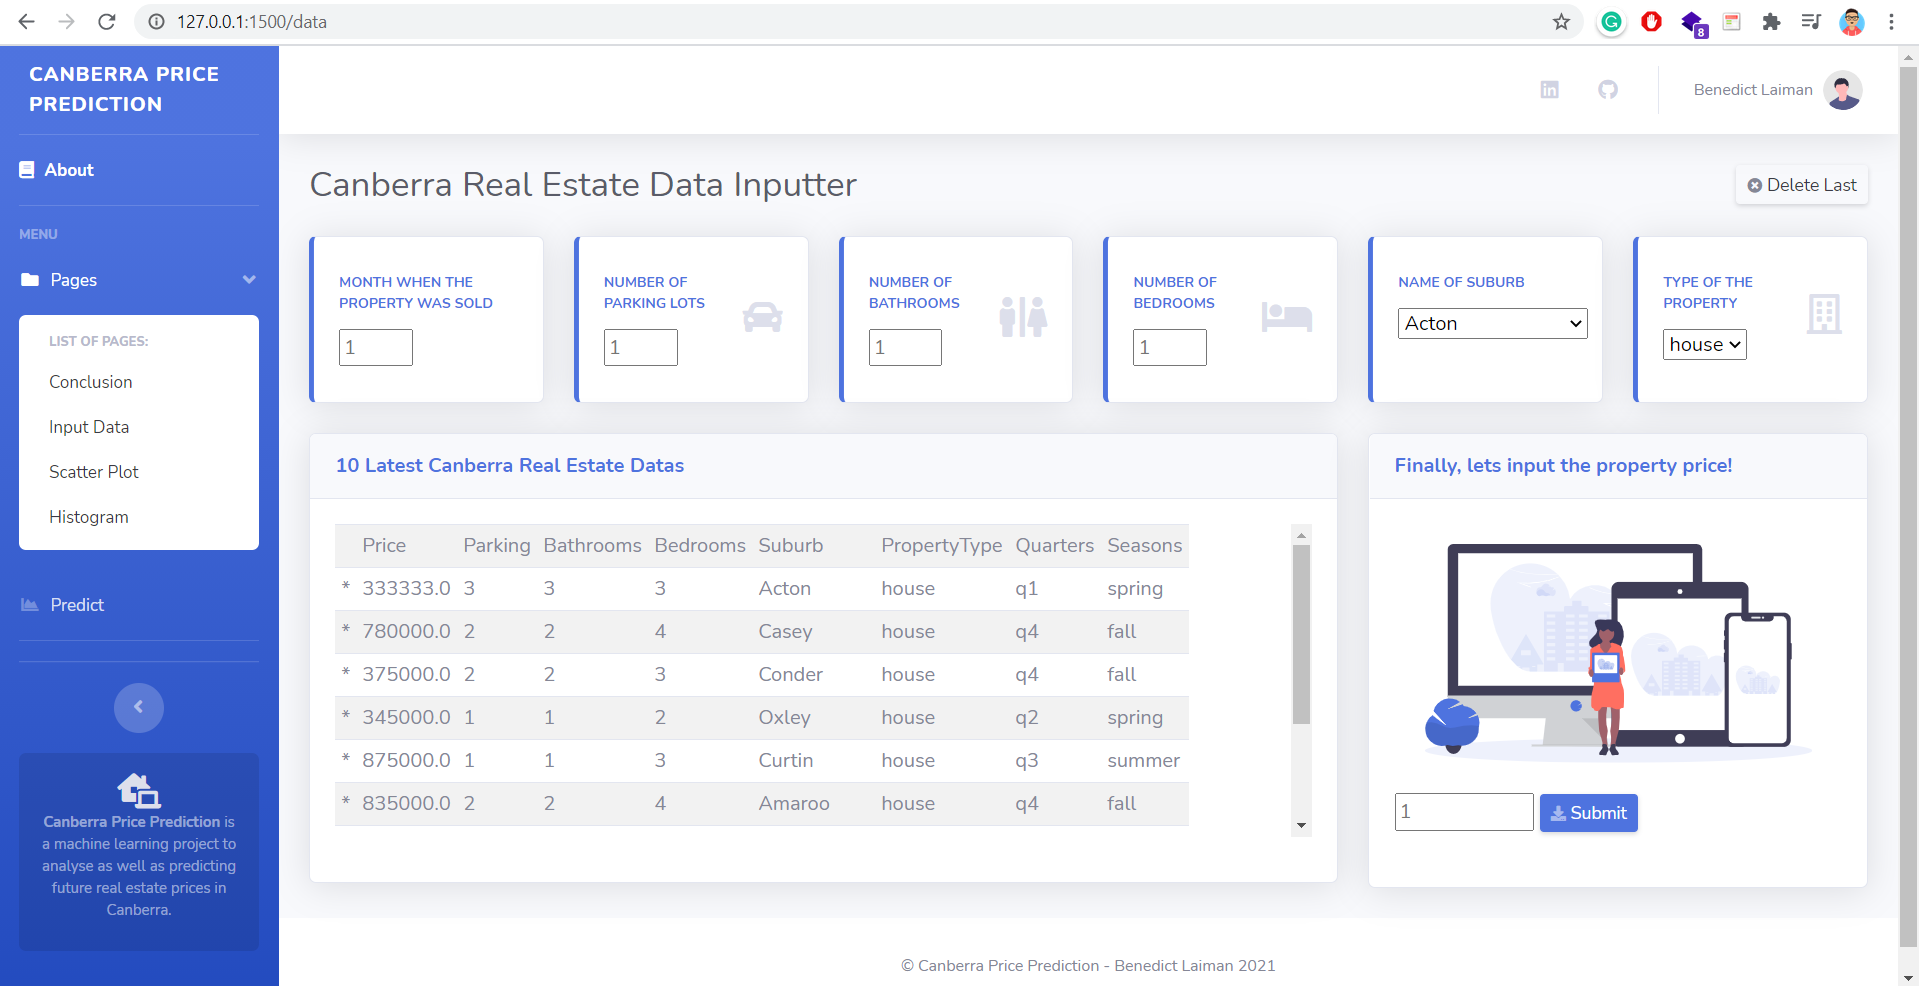 127.0.0.1:1500/data
8
CANBERRA PRICE
PREDICTION
About
MENU
Pages
LIST OF PAGES:
Conclusion
Input Data
Scatter Plot
Histogram
Predict
Canberra Price Prediction is
a machine learning project to
analyse as well as predicting
future real estate prices in
Canberra.
Benedict Laiman
Canberra Real Estate Data Inputter
Delete Last
MONTH WHEN THE
PROPERTY WAS SOLD
1
NUMBER OF
PARKING LOTS
1
NUMBER OF
BATHROOMS
1
NUMBER OF
BEDROOMS
1
NAME OF SUBURB
Acton
TYPE OF THE
PROPERTY
house
10 Latest Canberra Real Estate Datas
Price Parking Bathrooms Bedrooms Suburb PropertyType Quarters Seasons
* 333333.0 3 3 3 Acton house q1 spring
* 780000.0 2 2 4 Casey house q4 fall
* 375000.0 2 2 3 Conder house q4 fall
* 345000.0 1 1 2 Oxley house q2 spring
* 875000.0 1 1 3 Curtin house q3 summer
* 835000.0 2 2 4 Amaroo house q4 fall
Finally, lets input the property price!
1 Submit
© Canberra Price Prediction - Benedict Laiman 2021